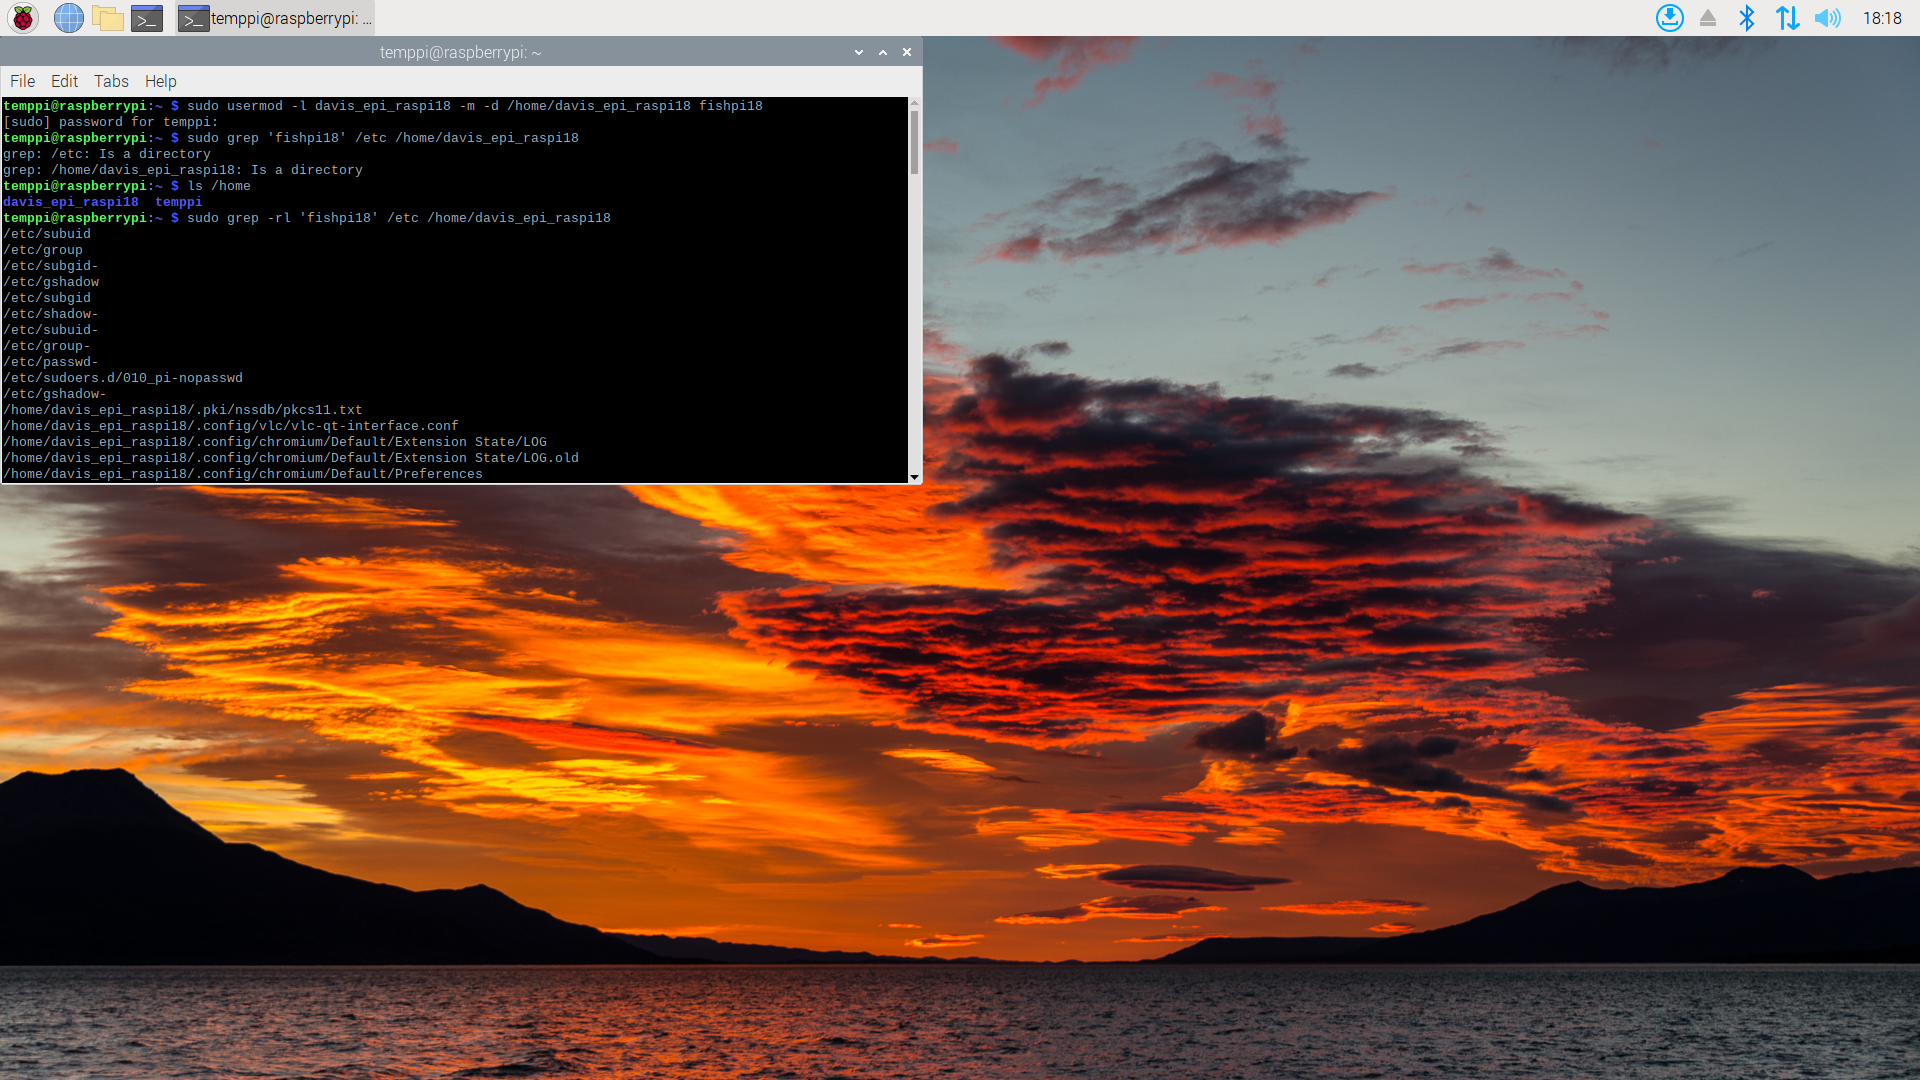 temppi@raspberrypi: ...
18:18
temppi@raspberrypi: ~
File Edit Tabs Help
temppi@raspberrypi:~ $ sudo usermod -l davis_epi_raspi18 -m -d /home/davis_epi_raspi18 fishpi18
[sudo] password for temppi:
temppi@raspberrypi:~ $ sudo grep 'fishpi18' /etc /home/davis_epi_raspi18
grep: /etc: Is a directory
grep: /home/davis_epi_raspi18: Is a directory
temppi@raspberrypi:~ $ ls /home
davis_epi_raspi18  temppi
temppi@raspberrypi:~ $ sudo grep -rl 'fishpi18' /etc /home/davis_epi_raspi18
/etc/subuid
/etc/group
/etc/subgid-
/etc/gshadow
/etc/subgid
/etc/shadow-
/etc/subuid-
/etc/group-
/etc/passwd-
/etc/sudoers.d/010_pi-nopasswd
/etc/gshadow-
/home/davis_epi_raspi18/.pki/nssdb/pkcs11.txt
/home/davis_epi_raspi18/.config/vlc/vlc-qt-interface.conf
/home/davis_epi_raspi18/.config/chromium/Default/Extension State/LOG
/home/davis_epi_raspi18/.config/chromium/Default/Extension State/LOG.old
/home/davis_epi_raspi18/.config/chromium/Default/Preferences